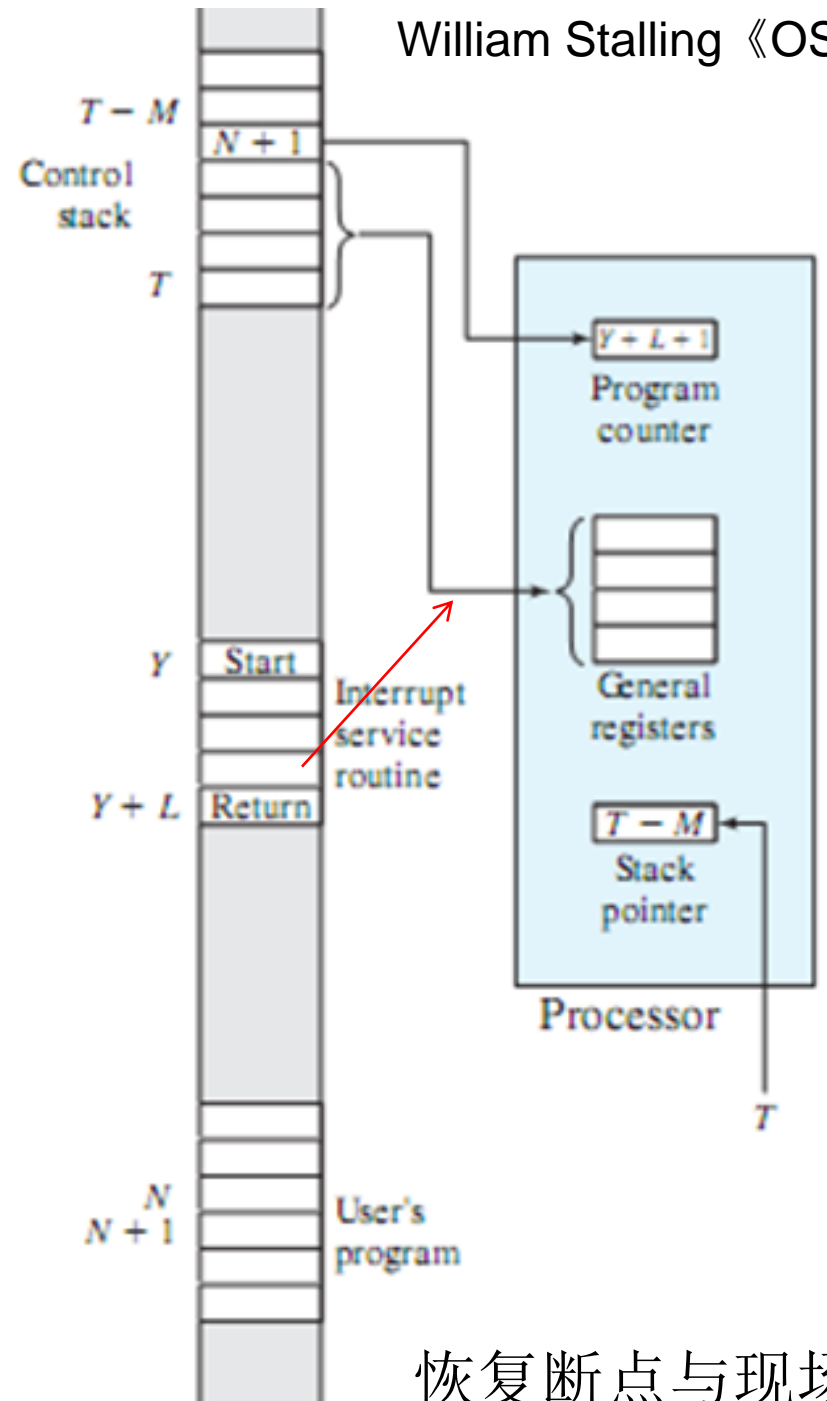 William Stalling《OS
T − M
N + 1
Control
stack
T
Y + L + 1
Program
counter
Y
Start
Interrupt
service
routine
General
registers
Y + L
Return
T − M
Stack
pointer
Processor
T
N
N + 1
User's
program
恢复断点与现场